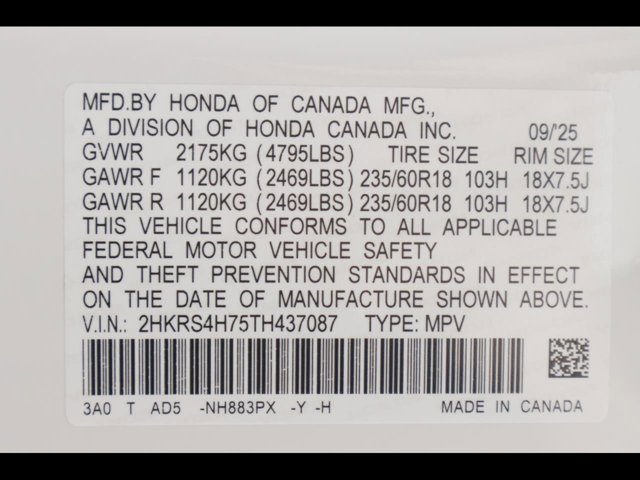 MFD.BY HONDA OF CANADA MFG.,
A DIVISION OF HONDA CANADA INC. 09/'25
GVWR 2175KG (4795LBS) TIRE SIZE RIM SIZE
GAWR F 1120KG (2469LBS) 235/60R18 103H 18X7.5J
GAWR R 1120KG (2469LBS) 235/60R18 103H 18X7.5J
THIS VEHICLE CONFORMS TO ALL APPLICABLE
FEDERAL MOTOR VEHICLE SAFETY
AND THEFT PREVENTION STANDARDS IN EFFECT
ON THE DATE OF MANUFACTURE SHOWN ABOVE.
V.I.N.: 2HKRS4H75TH437087 TYPE: MPV
3A0 T AD5 -NH883PX -Y -H MADE IN CANADA